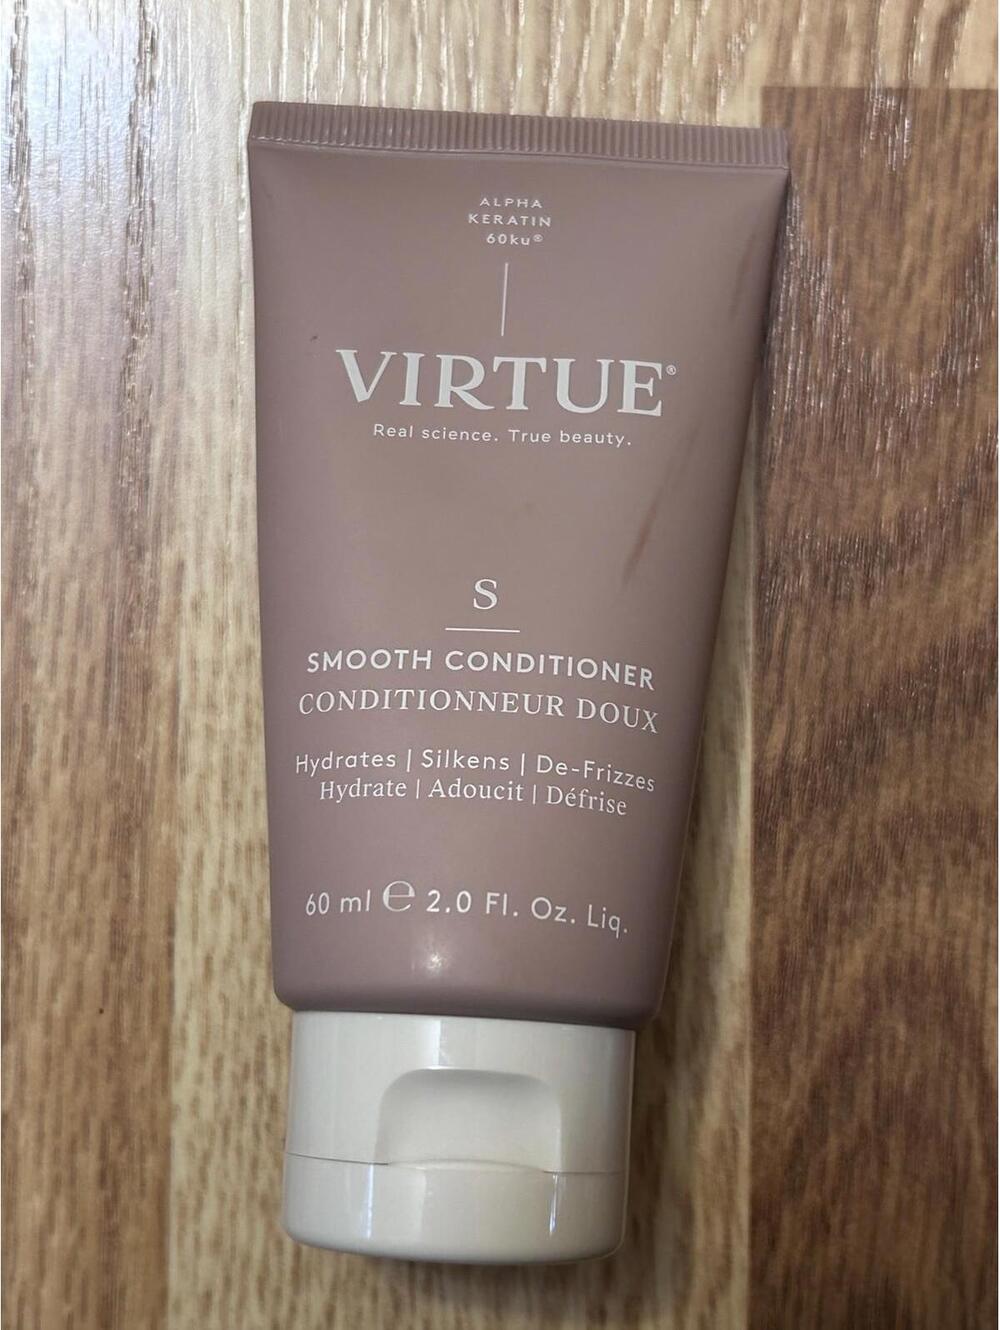 ALPHA
KERATIN
60ku®
VIRTUE®
Real science. True beauty.
S
SMOOTH CONDITIONER
CONDITIONNEUR DOUX
Hydrates | Silkens | De-Frizzes
Hydrate | Adoucit | Défrise
60 ml ℮ 2.0 Fl. Oz. Liq.